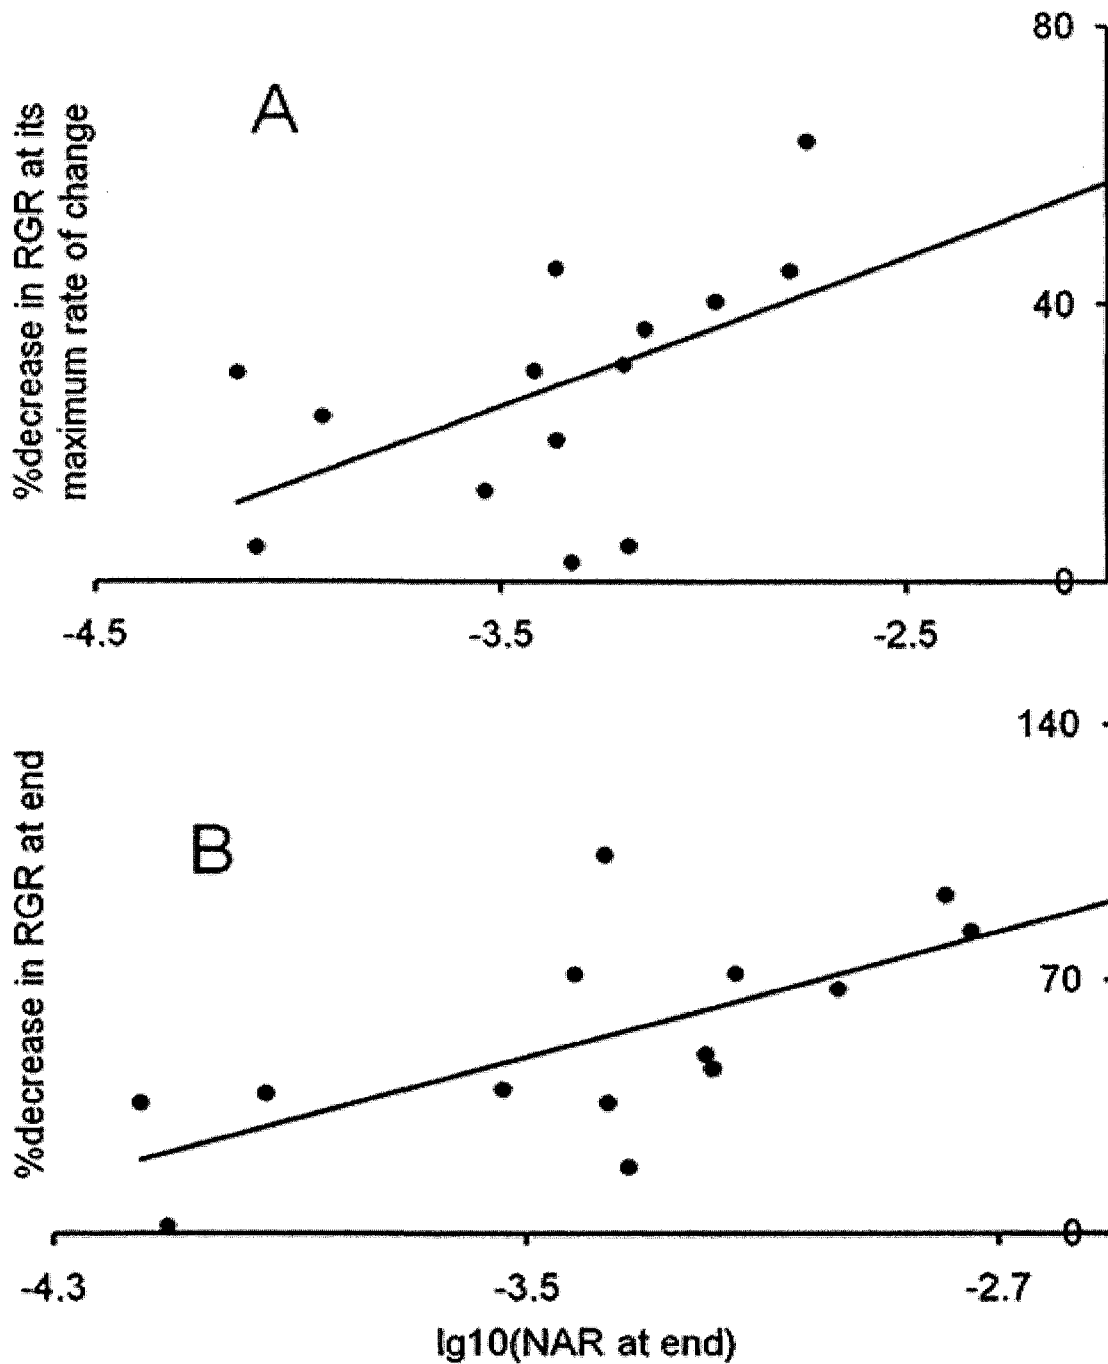 80
A
%decrease in RGR at its
maximum rate of change
40
0
-4.5
-3.5
-2.5
140
%decrease in RGR at end
B
70
0
-4.3
-3.5
-2.7
lg10(NAR at end)